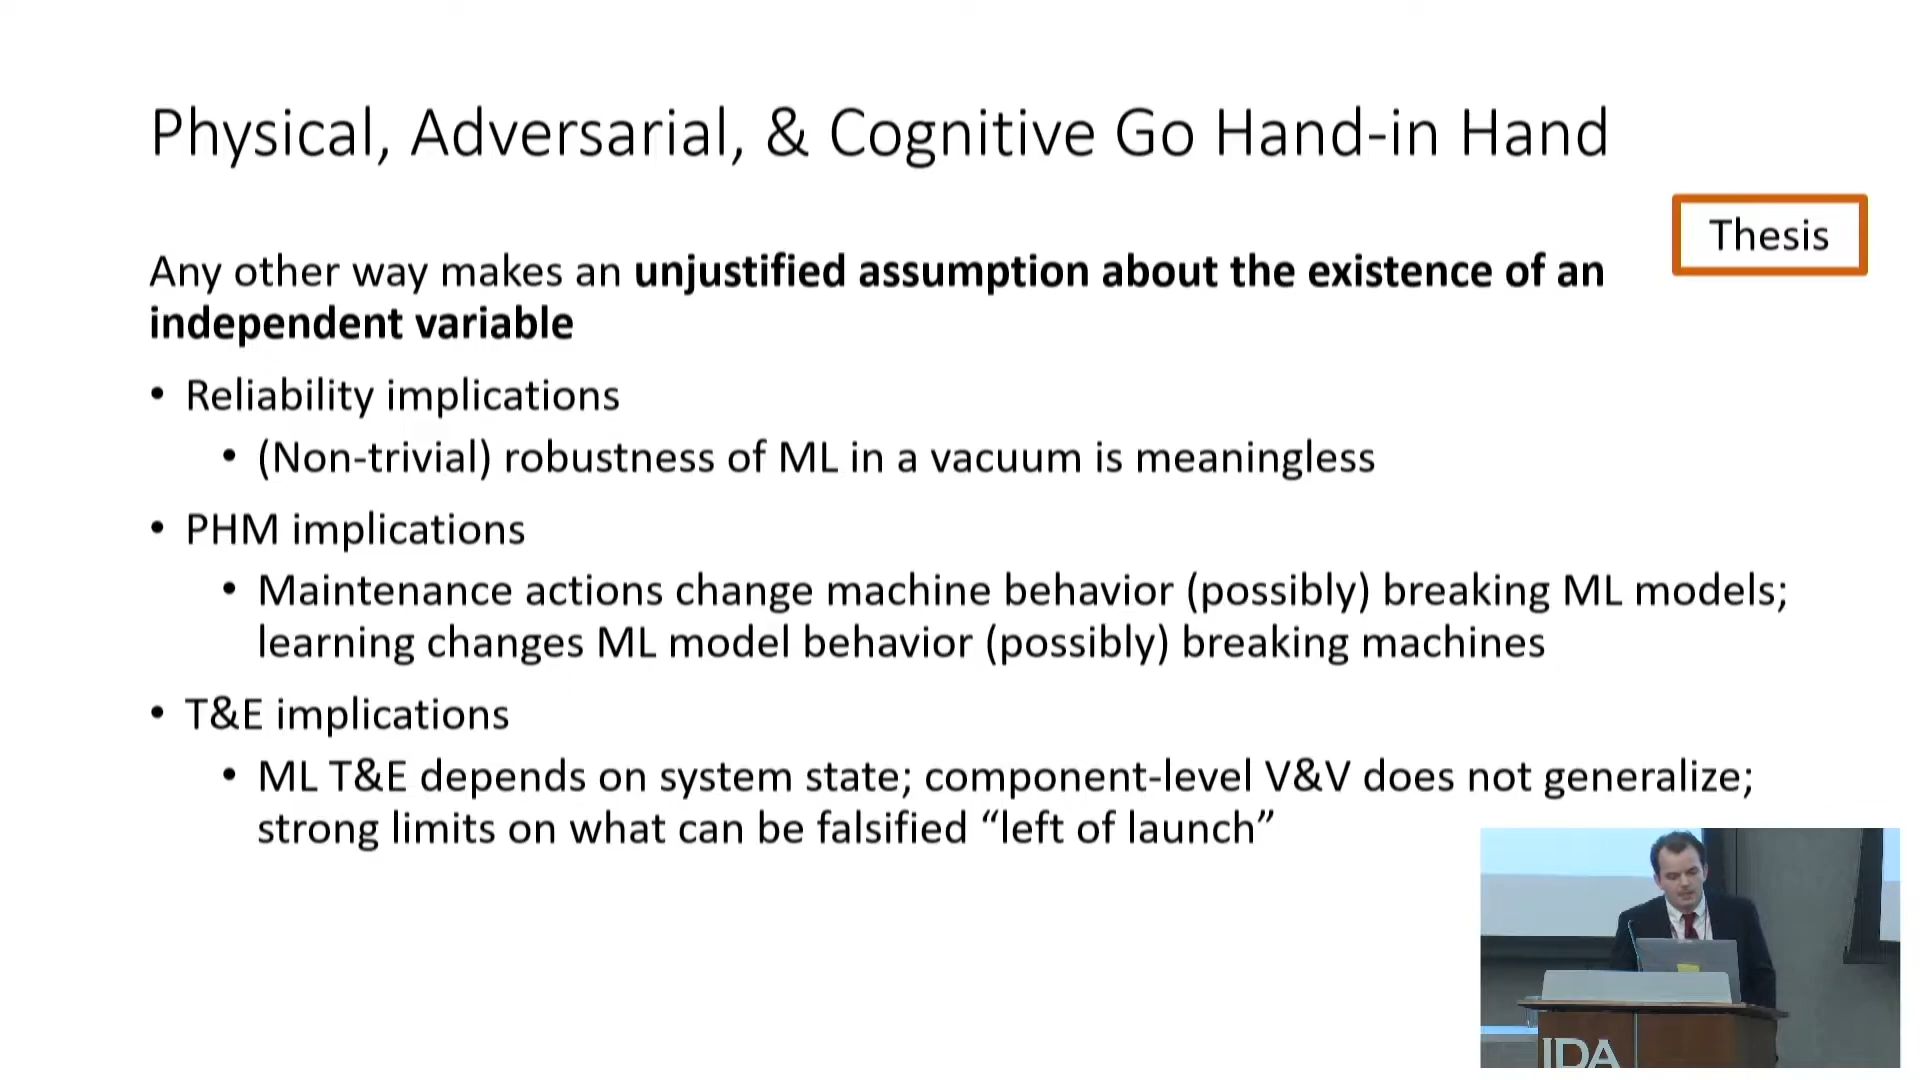 Physical, Adversarial, & Cognitive Go Hand-in Hand
Thesis
Any other way makes an unjustified assumption about the existence of an
independent variable
• Reliability implications
• (Non-trivial) robustness of ML in a vacuum is meaningless
• PHM implications
• Maintenance actions change machine behavior (possibly) breaking ML models;
learning changes ML model behavior (possibly) breaking machines
• T&E implications
• ML T&E depends on system state; component-level V&V does not generalize;
strong limits on what can be falsified “left of launch”
IDA